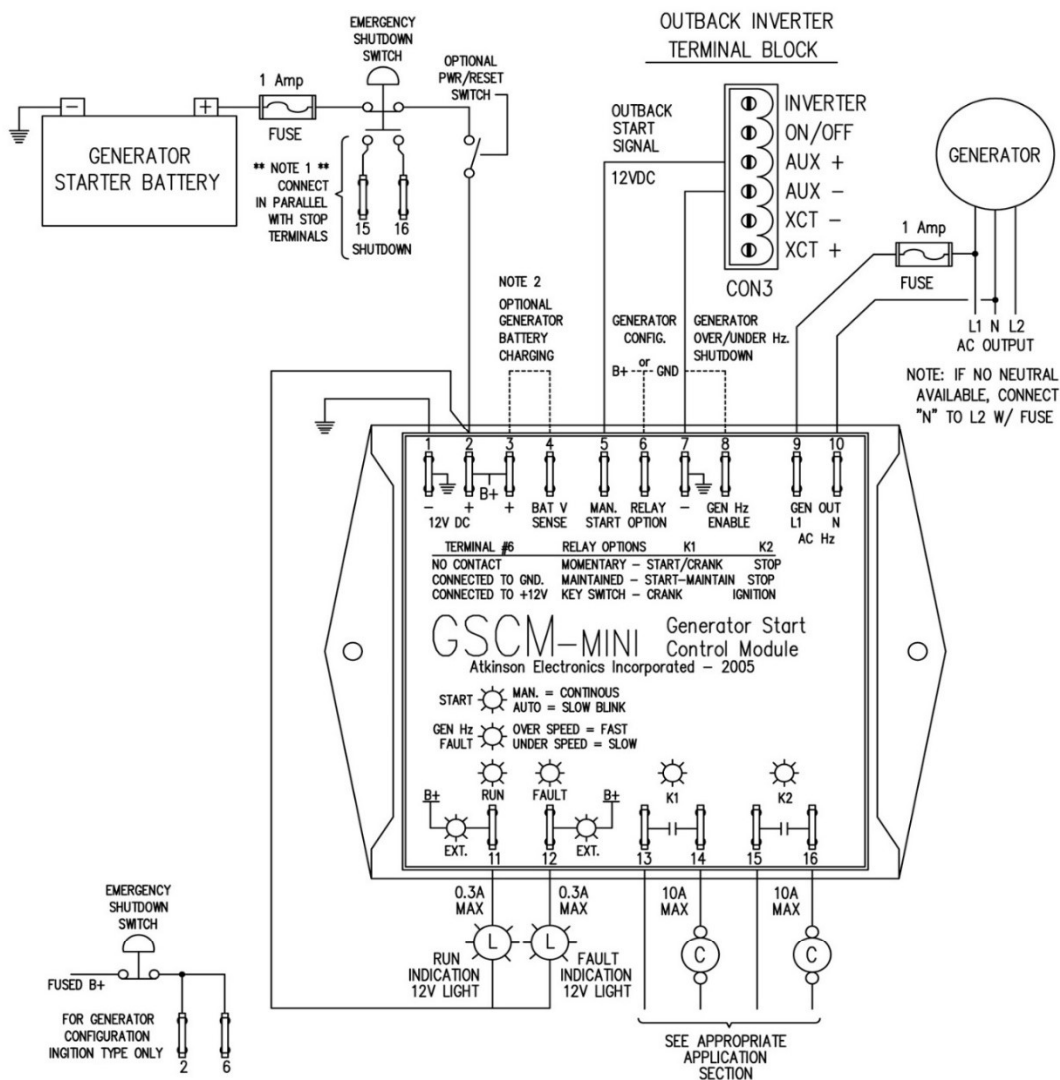 EMERGENCY
SHUTDOWN
SWITCH
OPTIONAL
PWR/RESET
SWITCH
1 Amp
FUSE
-
+
GENERATOR
STARTER BATTERY
** NOTE 1 **
CONNECT
IN PARALLEL
WITH STOP
TERMINALS
15 16
SHUTDOWN
OUTBACK INVERTER
TERMINAL BLOCK
OUTBACK
START
SIGNAL
12VDC
INVERTER
ON/OFF
AUX +
AUX -
XCT -
XCT +
CON3
GENERATOR
1 Amp
FUSE
L1 N L2
AC OUTPUT
NOTE: IF NO NEUTRAL
AVAILABLE, CONNECT
"N" TO L2 W/ FUSE
NOTE 2
OPTIONAL
GENERATOR
BATTERY
CHARGING
GENERATOR
CONFIG.
or
B+ GND
GENERATOR
OVER/UNDER Hz.
SHUTDOWN
1 2 3 4 5 6 7 8 9 10
B+
- + +
12V DC
BAT V
SENSE
MAN.
START
RELAY
OPTION
-
GEN Hz
ENABLE
GEN OUT
L1 N
AC Hz
TERMINAL #6 RELAY OPTIONS K1 K2
NO CONTACT MOMENTARY - START/CRANK STOP
CONNECTED TO GND. MAINTAINED - START-MAINTAIN STOP
CONNECTED TO +12V KEY SWITCH - CRANK IGNITION
GSCM-MINI Generator Start
Control Module
Atkinson Electronics Incorporated - 2005
START MAN. = CONTINOUS
AUTO = SLOW BLINK
GEN Hz
FAULT
OVER SPEED = FAST
UNDER SPEED = SLOW
RUN
FAULT
K1
K2
B+
B+
EXT.
EXT.
11 12 13 14 15 16
0.3A
MAX
0.3A
MAX
10A
MAX
10A
MAX
L
L
C
C
RUN
INDICATION
12V LIGHT
FAULT
INDICATION
12V LIGHT
SEE APPROPRIATE
APPLICATION
SECTION
EMERGENCY
SHUTDOWN
SWITCH
FUSED B+
FOR GENERATOR
CONFIGURATION
INGITION TYPE ONLY
2 6